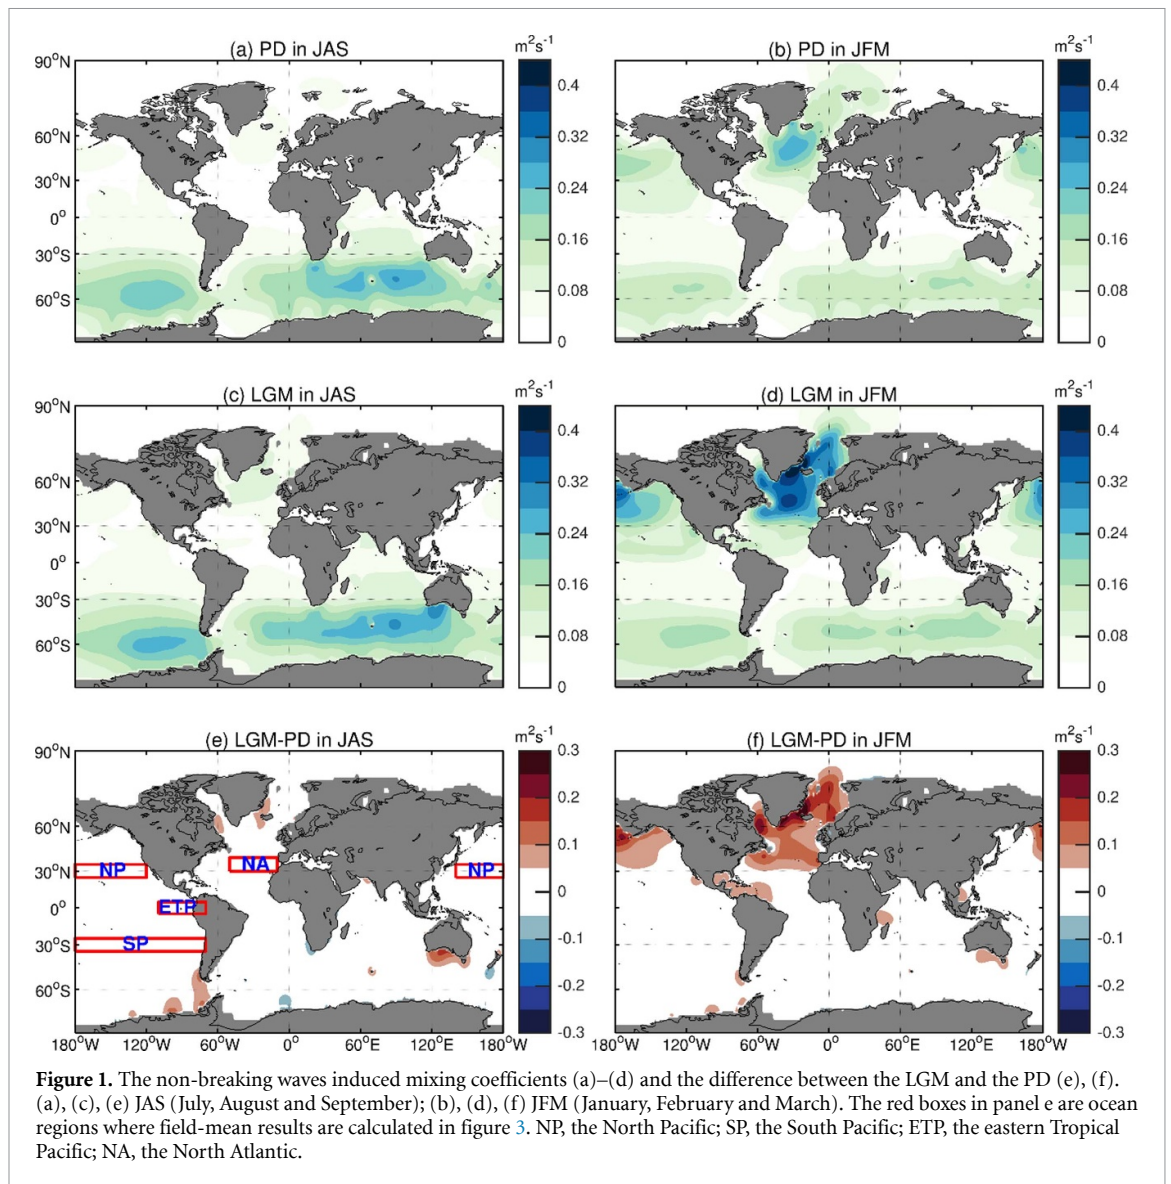 (a) PD in JAS
m²s⁻¹
(b) PD in JFM
m²s⁻¹
90°N
60°N
30°N
0°
30°S
60°S
0.4
0.32
0.24
0.16
0.08
0
0.4
0.32
0.24
0.16
0.08
0
(c) LGM in JAS
m²s⁻¹
(d) LGM in JFM
m²s⁻¹
90°N
60°N
30°N
0°
30°S
60°S
0.4
0.32
0.24
0.16
0.08
0
0.4
0.32
0.24
0.16
0.08
0
(e) LGM-PD in JAS
m²s⁻¹
(f) LGM-PD in JFM
m²s⁻¹
90°N
60°N
30°N
0°
30°S
60°S
NP
NA
NP
ETP
SP
0.3
0.2
0.1
0
-0.1
-0.2
-0.3
0.3
0.2
0.1
0
-0.1
-0.2
-0.3
180°W 120°W 60°W 0° 60°E 120°E 180°W
180°W 120°W 60°W 0° 60°E 120°E 180°W
Figure 1. The non-breaking waves induced mixing coefficients (a)–(d) and the difference between the LGM and the PD (e), (f).
(a), (c), (e) JAS (July, August and September); (b), (d), (f) JFM (January, February and March). The red boxes in panel e are ocean
regions where field-mean results are calculated in figure 3. NP, the North Pacific; SP, the South Pacific; ETP, the eastern Tropical
Pacific; NA, the North Atlantic.